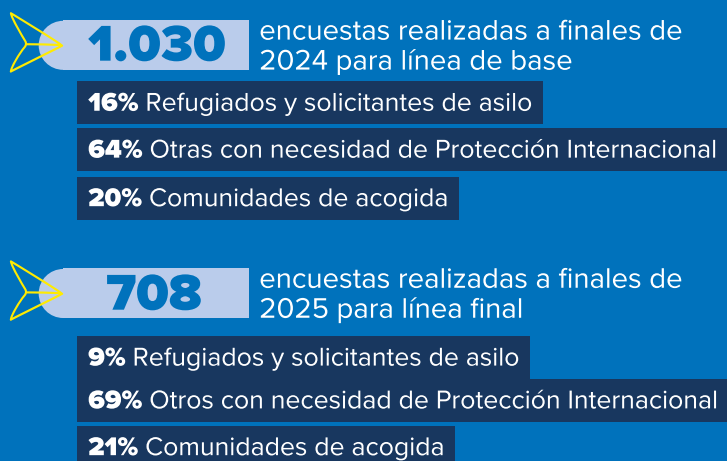 1.030
encuestas realizadas a finales de
2024 para línea de base
16% Refugiados y solicitantes de asilo
64% Otras con necesidad de Protección Internacional
20% Comunidades de acogida
708
encuestas realizadas a finales de
2025 para línea final
9% Refugiados y solicitantes de asilo
69% Otros con necesidad de Protección Internacional
21% Comunidades de acogida